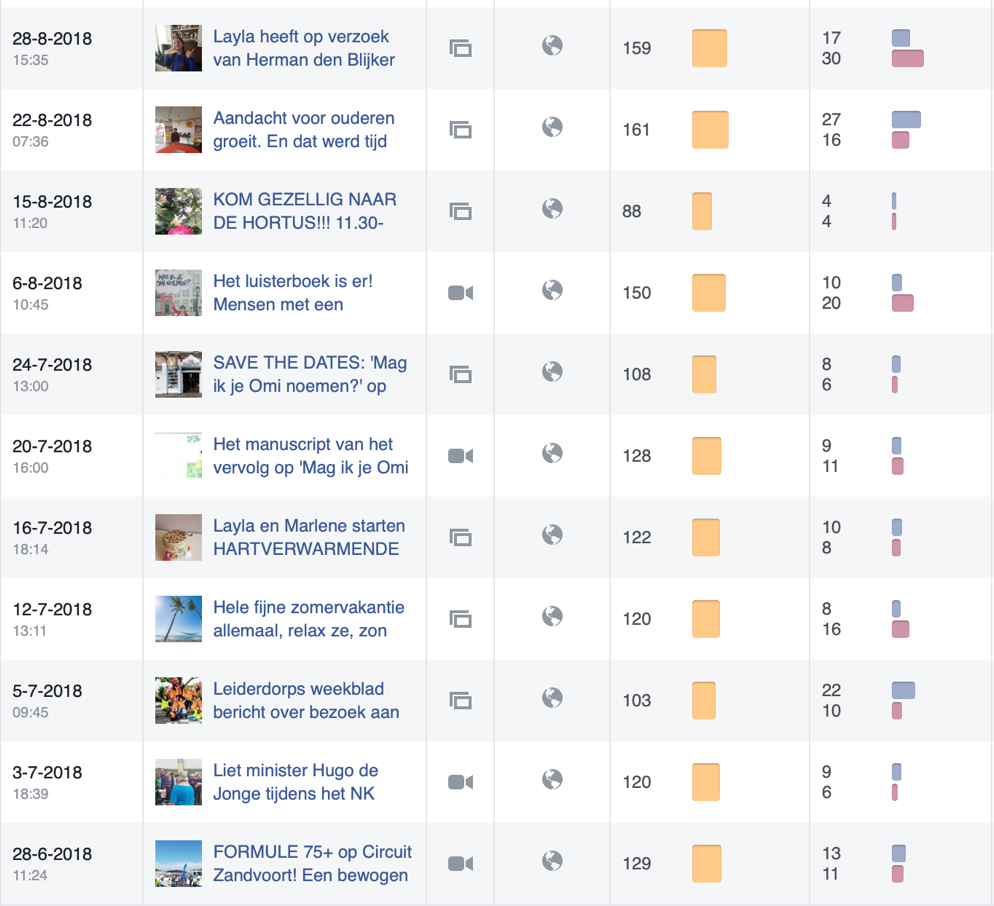 28-8-2018
15:35
Layla heeft op verzoek
van Herman den Blijker
159
17
30
22-8-2018
07:36
Aandacht voor ouderen
groeit. En dat werd tijd
161
27
16
15-8-2018
11:20
KOM GEZELLIG NAAR
DE HORTUS!!! 11.30-
88
4
4
6-8-2018
10:45
Het luisterboek is er!
Mensen met een
150
10
20
24-7-2018
13:00
SAVE THE DATES: 'Mag
ik je Omi noemen?' op
108
8
6
20-7-2018
16:00
Het manuscript van het
vervolg op 'Mag ik je Omi
128
9
11
16-7-2018
18:14
Layla en Marlene starten
HARTVERWARMENDE
122
10
8
12-7-2018
13:11
Hele fijne zomervakantie
allemaal, relax ze, zon
120
8
16
5-7-2018
09:45
Leiderdorps weekblad
bericht over bezoek aan
103
22
10
3-7-2018
18:39
Liet minister Hugo de
Jonge tijdens het NK
120
9
6
28-6-2018
11:24
FORMULE 75+ op Circuit
Zandvoort! Een bewogen
129
13
11